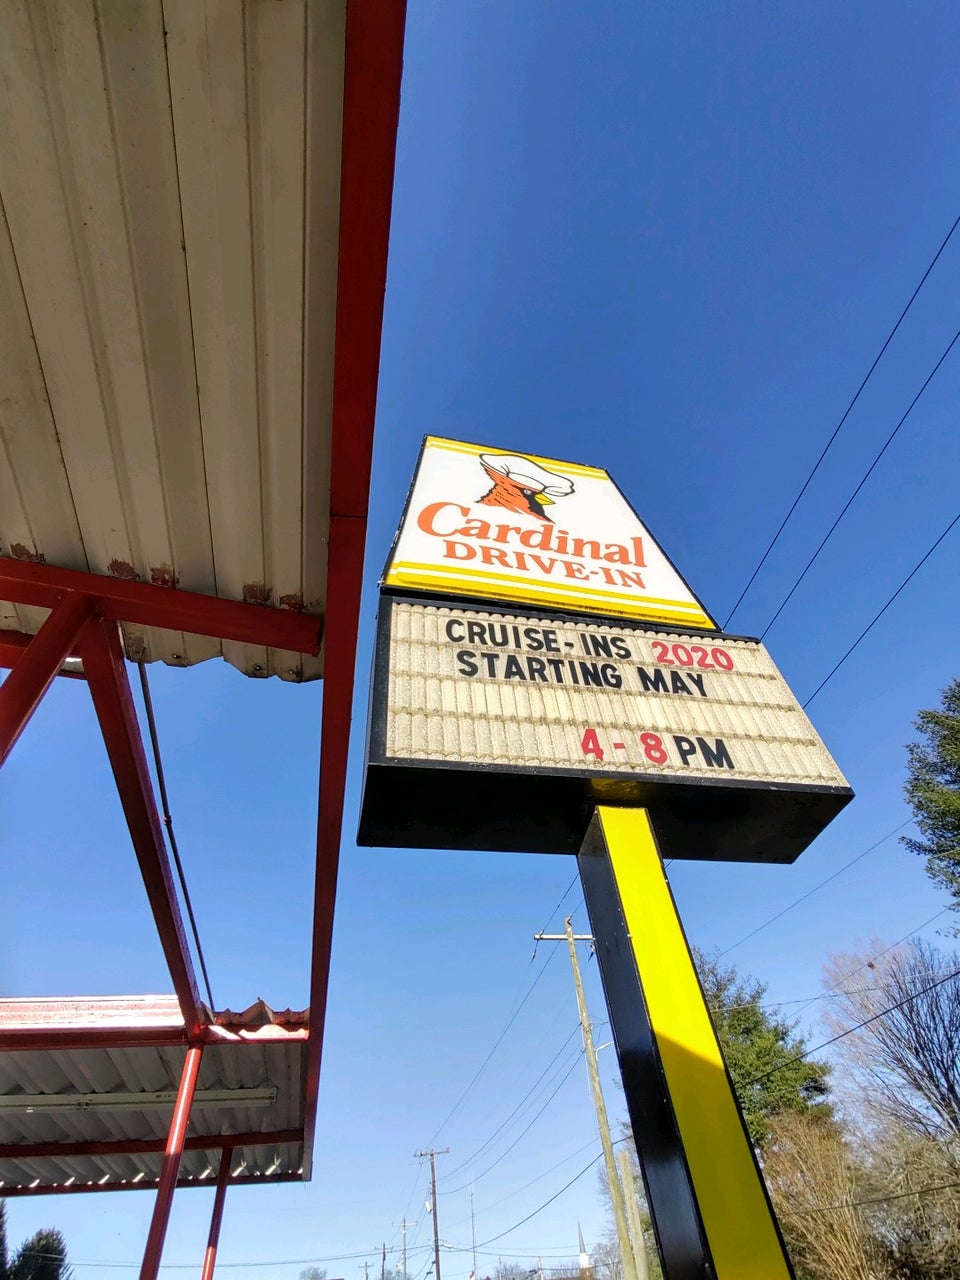 Cardinal
DRIVE-IN
CRUISE-INS 2020
STARTING MAY
4-8 PM